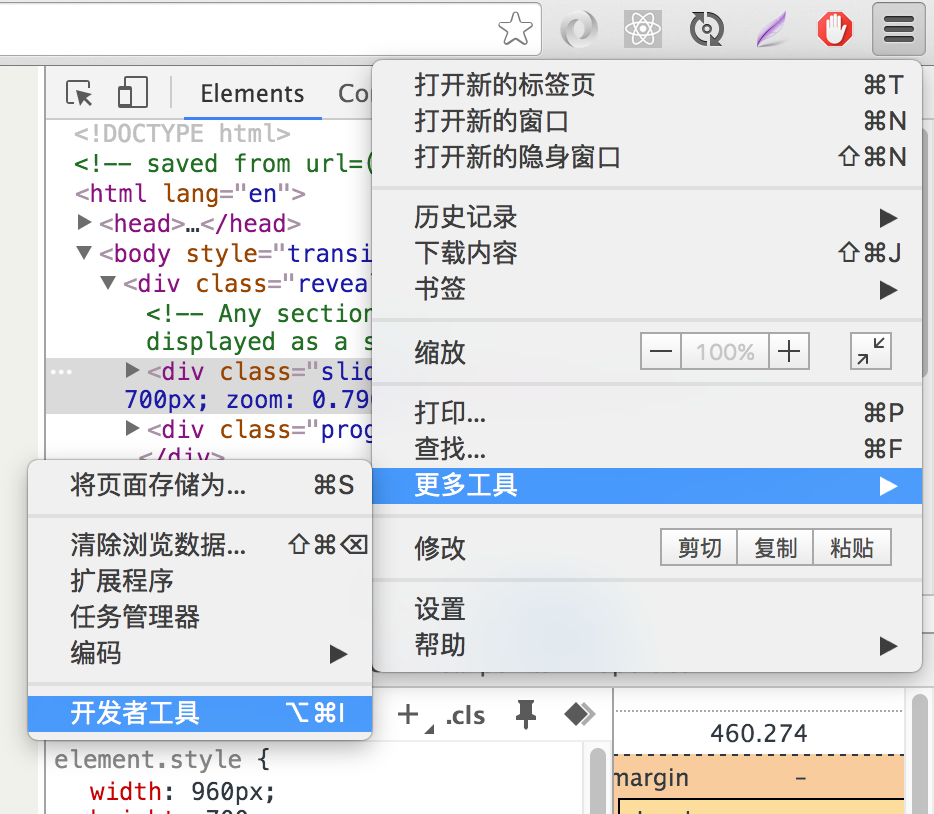 Elements
<!DOCTYPE html>
<!-- saved from url=(
<html lang="en">
<head>…</head>
<body style="transi
<div class="revea
<!-- Any section
displayed as a s
<div class="slid
700px; zoom: 0.79
<div class="prog
</div>
打开新的标签页 ⌘T
打开新的窗口 ⌘N
打开新的隐身窗口 ⇧⌘N
历史记录
下载内容 ⇧⌘J
书签
缩放 — 100% +
打印... ⌘P
查找... ⌘F
更多工具
修改 剪切 复制 粘贴
设置
帮助
将页面存储为... ⌘S
清除浏览数据... ⇧⌘⌫
扩展程序
任务管理器
编码
开发者工具 ⌥⌘I
+ .cls
element.style {
width: 960px;
460.274
margin –